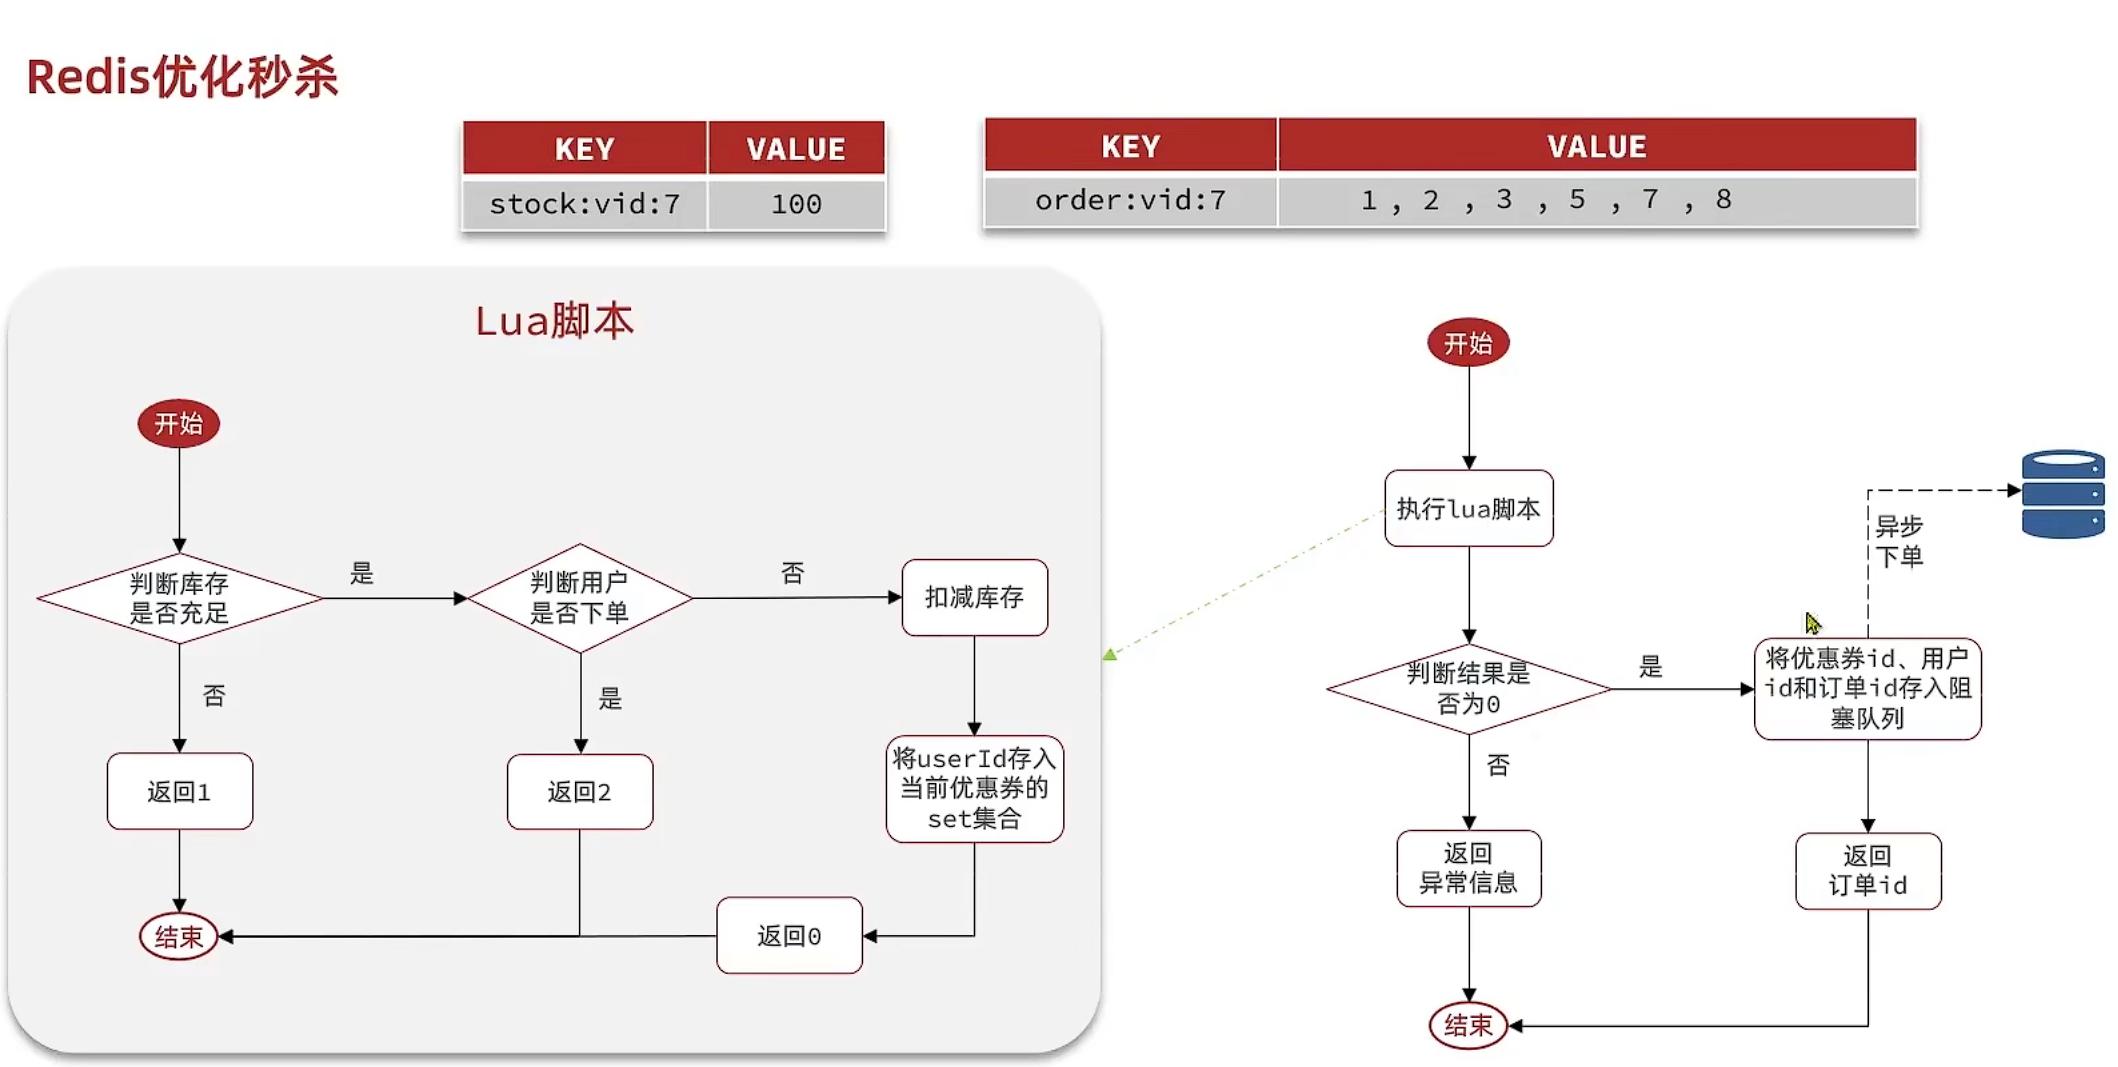 Redis优化秒杀
KEY VALUE
stock:vid:7 100
KEY VALUE
order:vid:7 1 , 2 , 3 , 5 , 7 , 8
Lua脚本
开始
判断库存
是否充足
是
判断用户
是否下单
否
扣减库存
否
是
返回1
返回2
将userId存入
当前优惠券的
set集合
结束
返回0
开始
执行lua脚本
异步
下单
判断结果是
否为0
是
将优惠券id、用户
id和订单id存入阻
塞队列
否
返回
异常信息
返回
订单id
结束